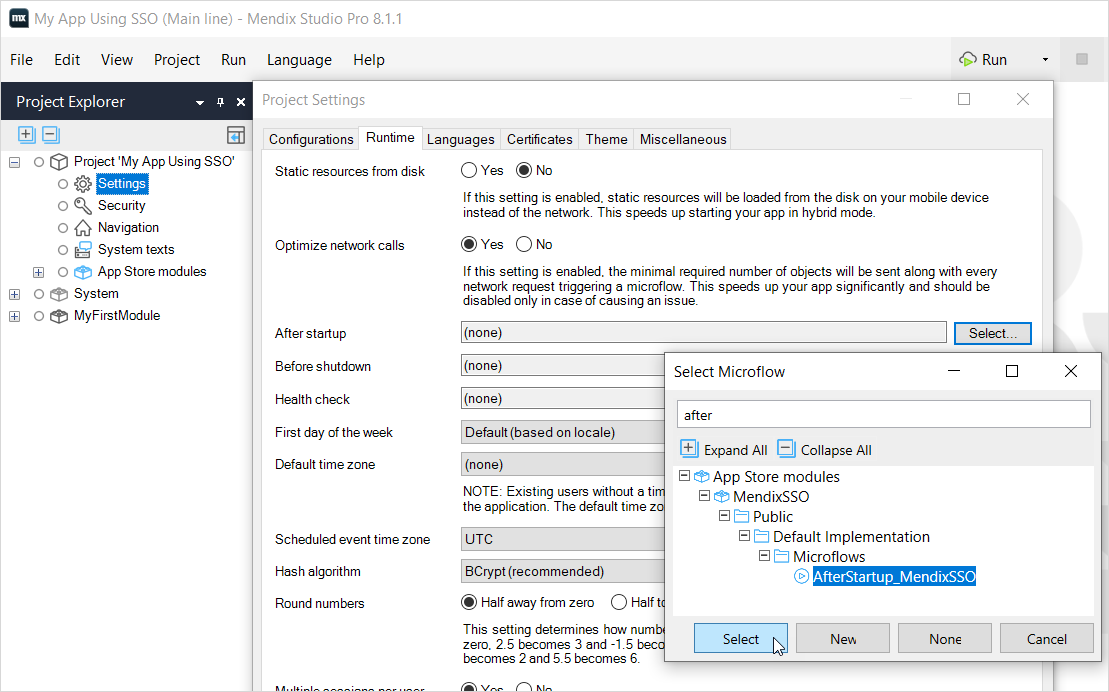 mx My App Using SSO (Main line) - Mendix Studio Pro 8.1.1
File Edit View Project Run Language Help Run
Project Explorer
Project 'My App Using SSO'
Settings
Security
Navigation
System texts
App Store modules
System
MyFirstModule
Project Settings
Configurations Runtime Languages Certificates Theme Miscellaneous
Static resources from disk Yes No
If this setting is enabled, static resources will be loaded from the disk on your mobile device
instead of the network. This speeds up starting your app in hybrid mode.
Optimize network calls Yes No
If this setting is enabled, the minimal required number of objects will be sent along with every
network request triggering a microflow. This speeds up your app significantly and should be
disabled only in case of causing an issue.
After startup (none) Select...
Before shutdown (none)
Health check (none)
First day of the week Default (based on locale)
Default time zone (none)
NOTE: Existing users without a tim
the application. The default time zo
Scheduled event time zone UTC
Hash algorithm BCrypt (recommended)
Round numbers Half away from zero Half to
This setting determines how numbe
zero, 2.5 becomes 3 and -1.5 becom
becomes 2 and 5.5 becomes 6.
Multiple sessions per user Yes No
Select Microflow
after
Expand All Collapse All
App Store modules
MendixSSO
Public
Default Implementation
Microflows
AfterStartup_MendixSSO
Select New None Cancel